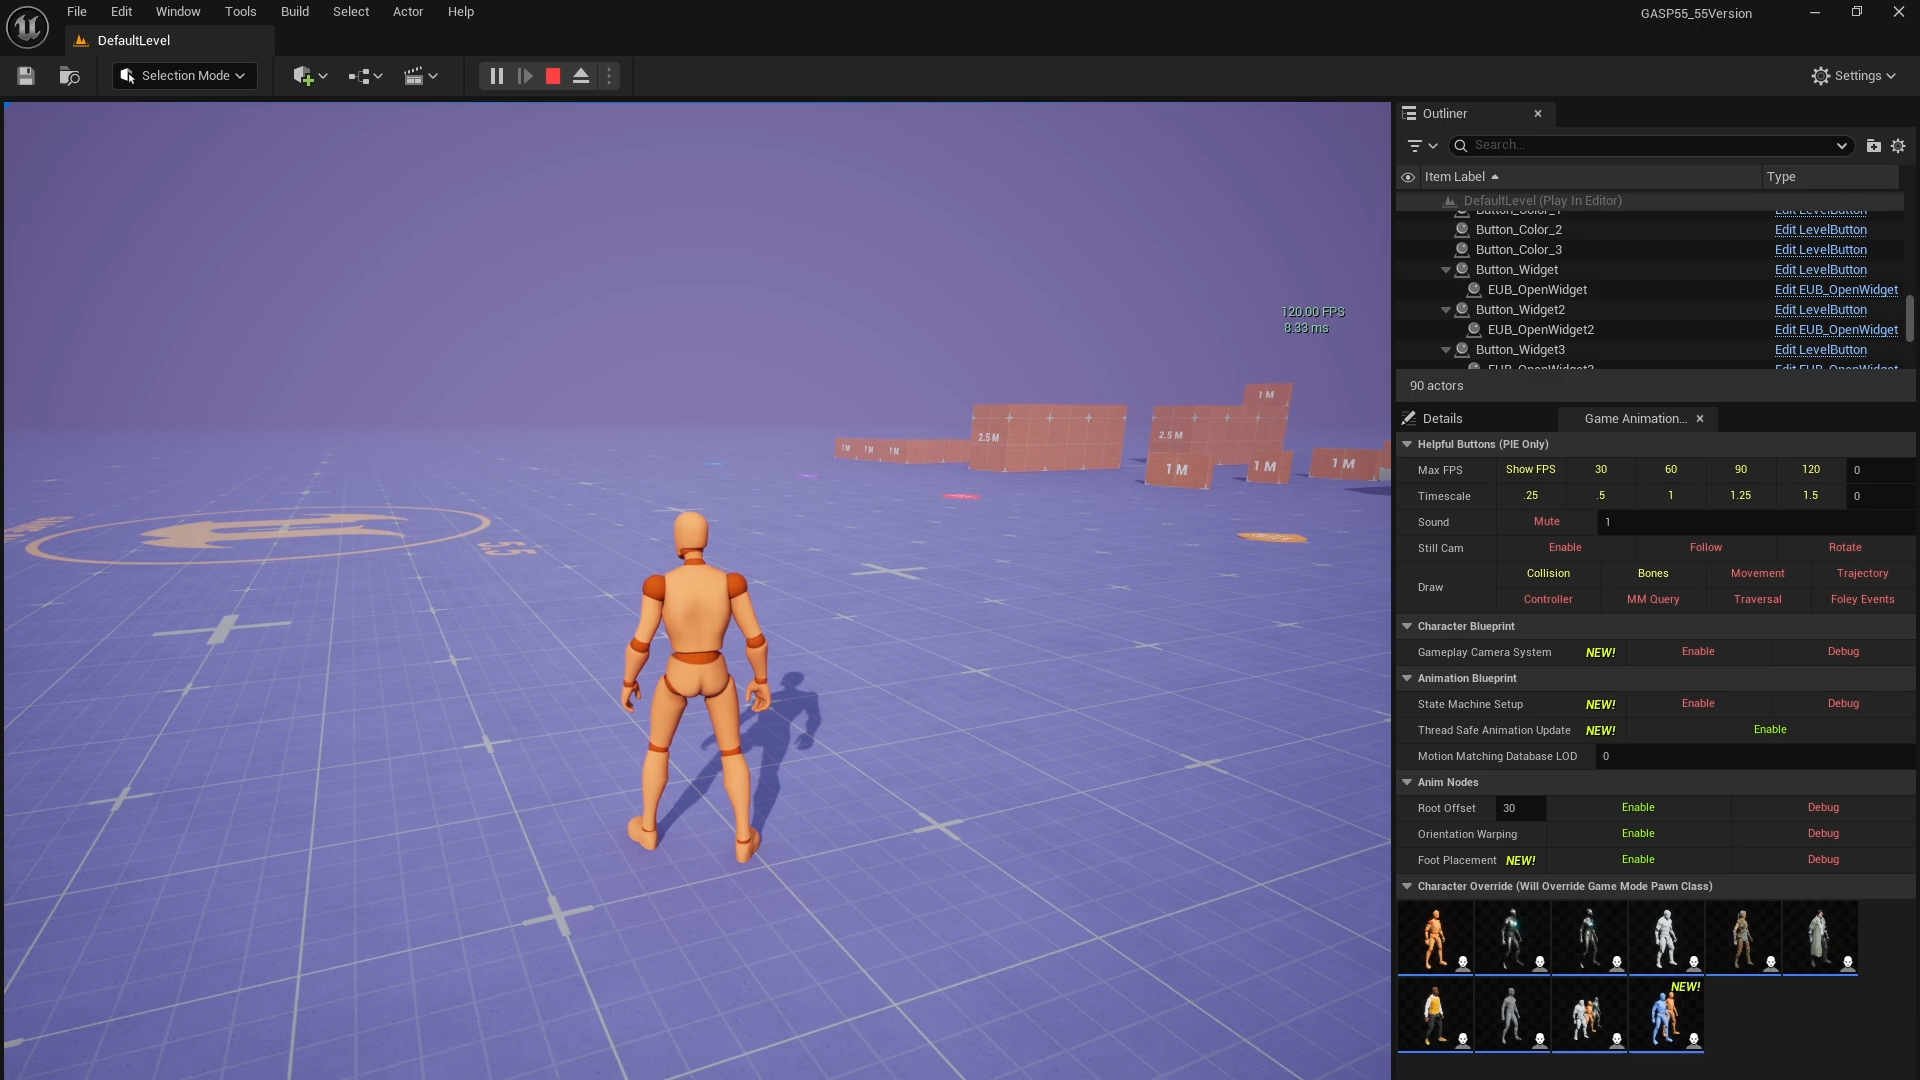 File Edit Window Tools Build Select Actor Help
GASP55_55Version
DefaultLevel
Selection Mode
Settings
Outliner
Search...
Item Label Type
DefaultLevel (Play In Editor)
Button_Color_2 Edit LevelButton
Button_Color_3 Edit LevelButton
Button_Widget Edit LevelButton
EUB_OpenWidget Edit EUB_OpenWidget
Button_Widget2 Edit LevelButton
EUB_OpenWidget2 Edit EUB_OpenWidget
Button_Widget3 Edit LevelButton
90 actors
120.00 FPS
8.33 ms
1 M
2.5 M
2.5 M
1 M 1 M 1 M
1 M 1 M 1 M
5.5
Details Game Animation...
Helpful Buttons (PIE Only)
Max FPS Show FPS 30 60 90 120 0
Timescale .25 .5 1 1.25 1.5 0
Sound Mute 1
Still Cam Enable Follow Rotate
Draw Collision Bones Movement Trajectory
Controller MM Query Traversal Foley Events
Character Blueprint
Gameplay Camera System NEW! Enable Debug
Animation Blueprint
State Machine Setup NEW! Enable Debug
Thread Safe Animation Update NEW! Enable
Motion Matching Database LOD 0
Anim Nodes
Root Offset 30 Enable Debug
Orientation Warping Enable Debug
Foot Placement NEW! Enable Debug
Character Override (Will Override Game Mode Pawn Class)
NEW!